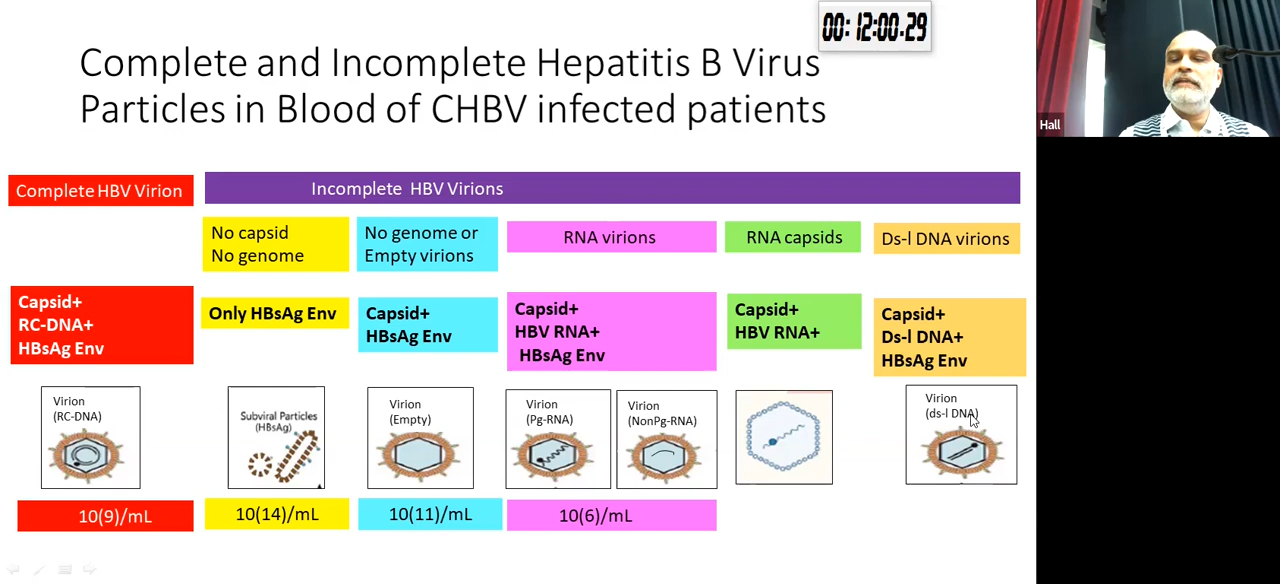 00: 12:00.29
Complete and Incomplete Hepatitis B Virus
Particles in Blood of CHBV infected patients
Hall
Complete HBV Virion
Incomplete HBV Virions
No capsid
No genome
No genome or
Empty virions
RNA virions
RNA capsids
Ds-l DNA virions
Capsid+
RC-DNA+
HBsAg Env
Only HBsAg Env
Capsid+
HBsAg Env
Capsid+
HBV RNA+
HBsAg Env
Capsid+
HBV RNA+
Capsid+
Ds-l DNA+
HBsAg Env
Virion
(RC-DNA)
Subviral Particles
(HBsAg)
Virion
(Empty)
Virion
(Pg-RNA)
Virion
(NonPg-RNA)
Virion
(ds-l DNA)
10(9)/mL
10(14)/mL
10(11)/mL
10(6)/mL